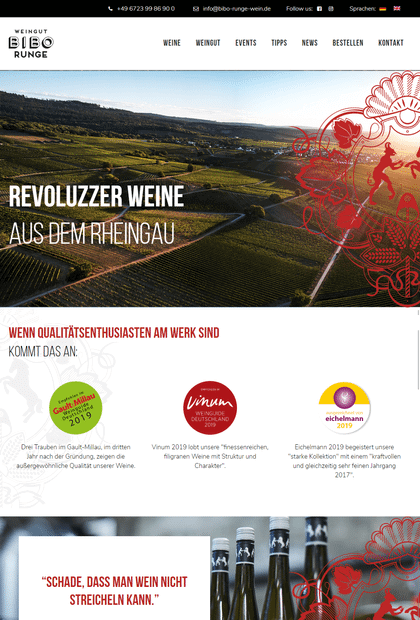 +49 6723 99 86 90 0
info@bibo-runge-wein.de
Follow us:
Sprachen:
WEINGUT
BIBO
RUNGE
WEINE WEINGUT EVENTS TIPPS NEWS BESTELLEN KONTAKT
REVOLUZZER WEINE
AUS DEM RHEINGAU
WENN QUALITÄTSENTHUSIASTEN AM WERK SIND
KOMMT DAS AN:
Empfohlen im
Gault&Millau
Weinguide
Deutschland
2019
Vinum
WEINGUIDE
DEUTSCHLAND
2019
eichelmann
2019
Drei Trauben im Gault-Millau, im dritten
Jahr nach der Gründung, zeigen die
außergewöhnliche Qualität unserer Weine.
Vinum 2019 lobt unsere "finessenreichen,
filigranen Weine mit Struktur und
Charakter".
Eichelmann 2019 begeistert unsere
"starke Kollektion" mit einem "kraftvollen
und gleichzeitig sehr feinen Jahrgang
2017".
“SCHADE, DASS MAN WEIN NICHT
STREICHELN KANN.”